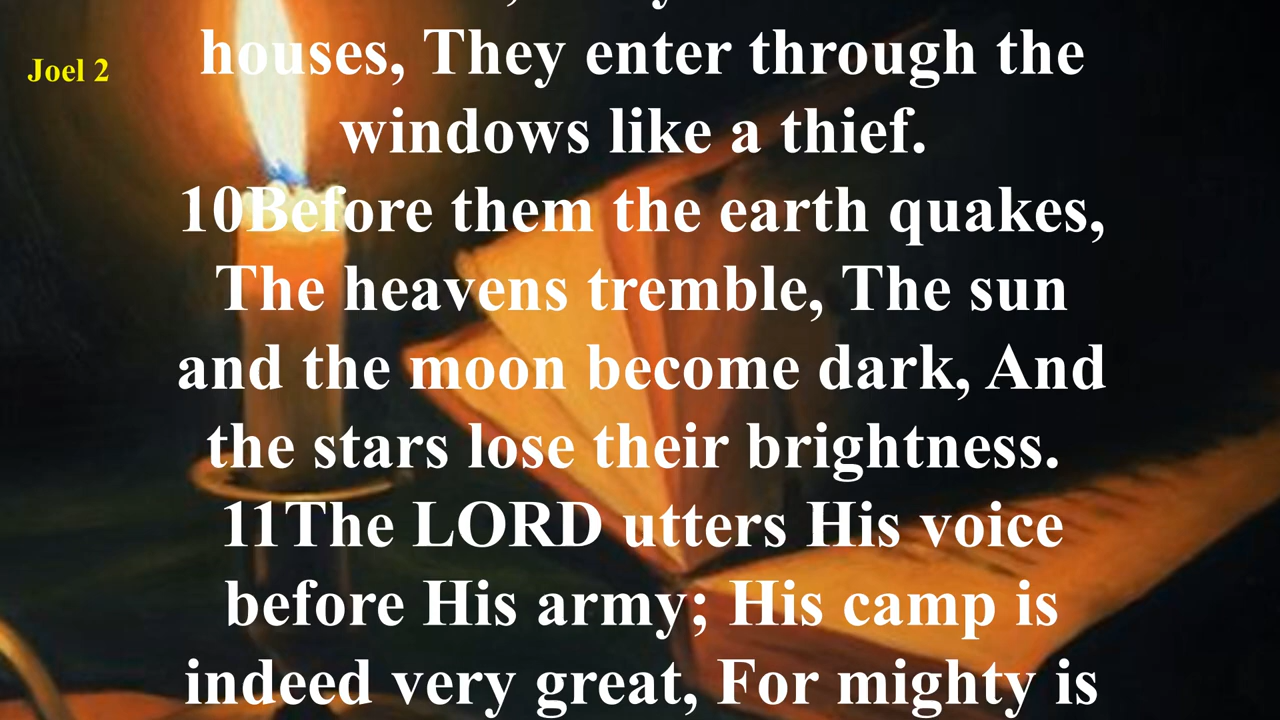 Joel 2
houses, They enter through the
windows like a thief.
10Before them the earth quakes,
The heavens tremble, The sun
and the moon become dark, And
the stars lose their brightness.
11The LORD utters His voice
before His army; His camp is
indeed very great, For mighty is